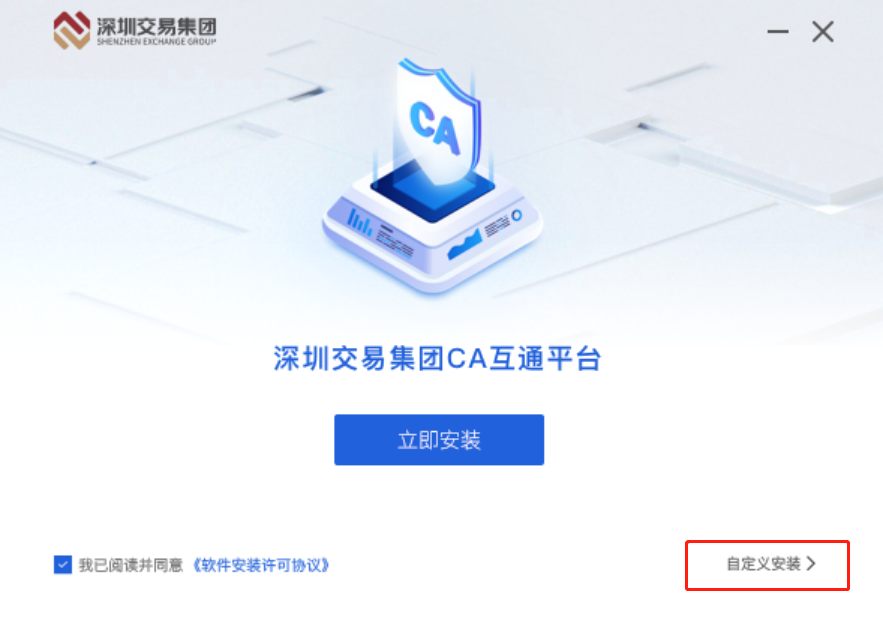 深圳交易集团
SHENZHEN EXCHANGE GROUP
CA
深圳交易集团CA互通平台
立即安装
我已阅读并同意《软件安装许可协议》
自定义安装